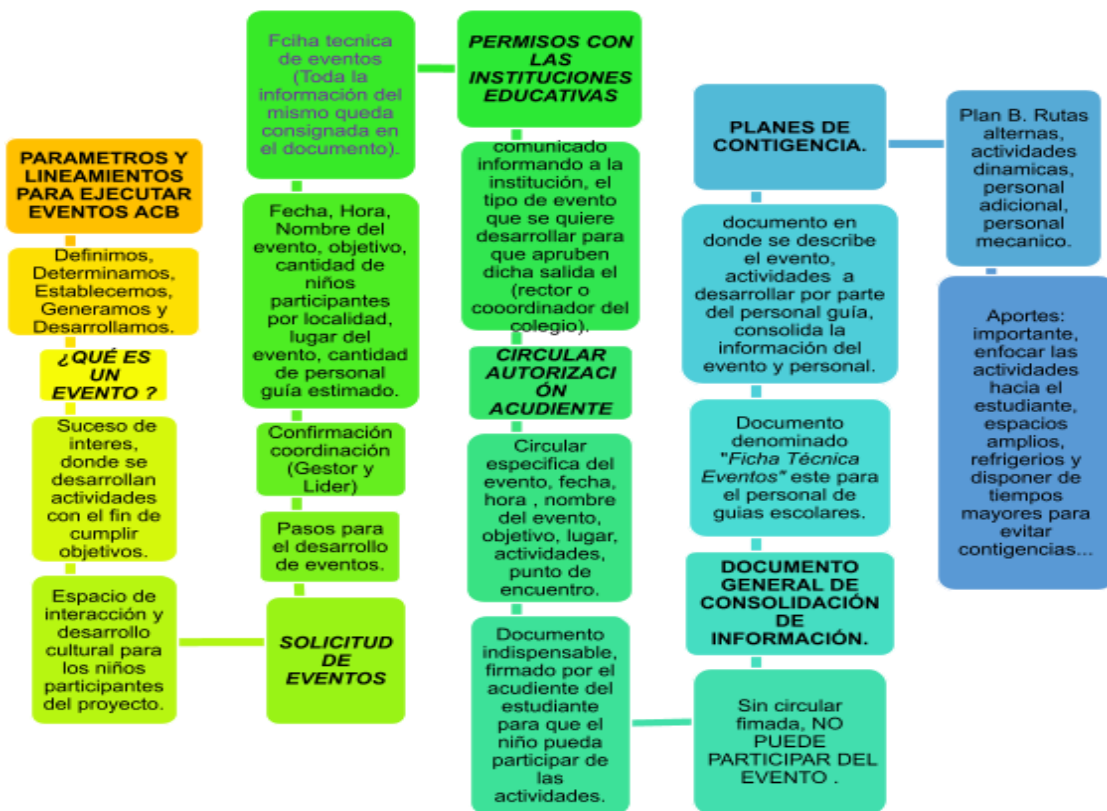 PARAMETROS Y
LINEAMIENTOS
PARA EJECUTAR
EVENTOS ACB
Definimos,
Determinamos,
Establecemos,
Generamos y
Desarrollamos.
¿QUÉ ES
UN
EVENTO ?
Suceso de
interes,
donde se
desarrollan
actividades
con el fin de
cumplir
objetivos.
Espacio de
interacción y
desarrollo
cultural para
los niños
participantes
del proyecto.
SOLICITUD
DE
EVENTOS
Pasos para
el desarrollo
de eventos.
Confirmación
coordinación
(Gestor y
Lider)
Fecha, Hora,
Nombre del
evento, objetivo,
cantidad de
niños
participantes
por localidad,
lugar del
evento, cantidad
de personal
guía estimado.
Fciha tecnica
de eventos
(Toda la
información del
mismo queda
consignada en
el documento).
PERMISOS CON
LAS
INSTITUCIONES
EDUCATIVAS
comunicado
informando a la
institución, el
tipo de evento
que se quiere
desarrollar para
que apruben
dicha salida el
(rector o
cooordinador del
colegio).
CIRCULAR
AUTORIZACI
ÓN
ACUDIENTE
Circular
especifica del
evento, fecha,
hora , nombre
del evento,
objetivo, lugar,
actividades,
punto de
encuentro.
Documento
indispensable,
firmado por el
acudiente del
estudiante
para que el
niño pueda
participar de
las
actividades.
Sin circular
fimada, NO
PUEDE
PARTICIPAR DEL
EVENTO .
DOCUMENTO
GENERAL DE
CONSOLIDACIÓN
DE
INFORMACIÓN.
Documento
denominado
"Ficha Técnica
Eventos" este para
el personal de
guias escolares.
documento en
donde se describe
el evento,
actividades a
desarrollar por parte
del personal guía,
consolida la
información del
evento y personal.
PLANES DE
CONTIGENCIA.
Plan B. Rutas
alternas,
actividades
dinamicas,
personal
adicional,
personal
mecanico.
Aportes:
importante,
enfocar las
actividades
hacia el
estudiante,
espacios
amplios,
refrigerios y
disponer de
tiempos
mayores para
evitar
contigencias...